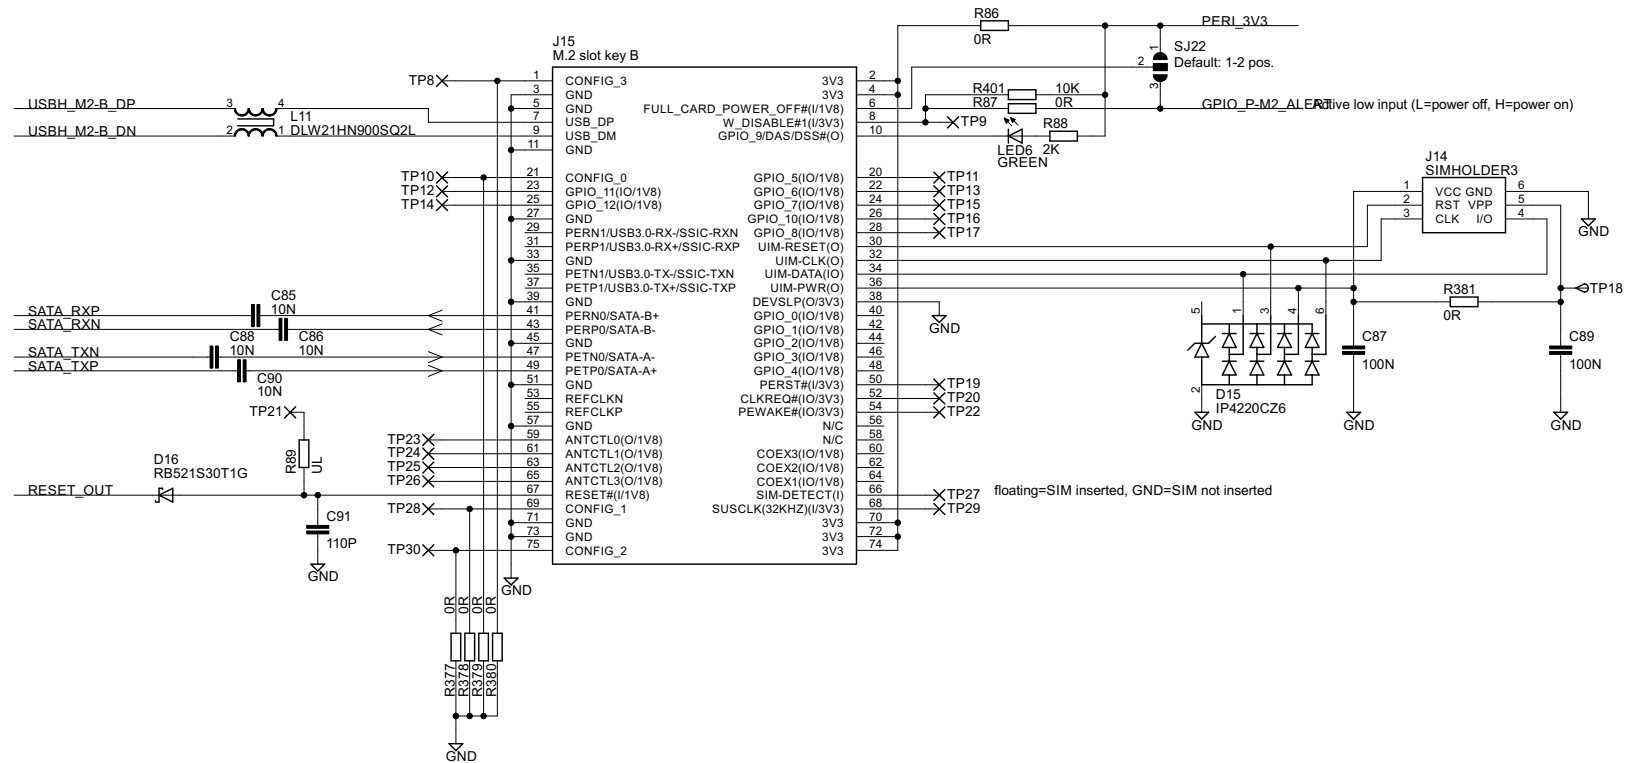 R86
0R
PERI_3V3
J15
M.2 slot key B
SJ22
Default: 1-2 pos.
1
2
3
TP8
1 CONFIG_3 3V3 2
3 GND 3V3 4
5 GND FULL_CARD_POWER_OFF#(I/1V8) 6
7 USB_DP W_DISABLE#1(I/3V3) 8
9 USB_DM GPIO_9/DAS/DSS#(O) 10
11 GND
USBH_M2-B_DP 3 4
L11
USBH_M2-B_DN 2 1 DLW21HN900SQ2L
R401 10K
R87 0R
GPIO_P-M2_ALERT
Active low input (L=power off, H=power on)
TP9
R88
2K
LED6
GREEN
TP10 21 CONFIG_0 GPIO_5(IO/1V8) 20 TP11
TP12 23 GPIO_11(IO/1V8) GPIO_6(IO/1V8) 22 TP13
TP14 25 GPIO_12(IO/1V8) GPIO_7(IO/1V8) 24 TP15
27 GND GPIO_10(IO/1V8) 26 TP16
29 PERN1/USB3.0-RX-/SSIC-RXN GPIO_8(IO/1V8) 28 TP17
31 PERP1/USB3.0-RX+/SSIC-RXP UIM-RESET(O) 30
33 GND UIM-CLK(O) 32
35 PETN1/USB3.0-TX-/SSIC-TXN UIM-DATA(IO) 34
37 PETP1/USB3.0-TX+/SSIC-TXP UIM-PWR(O) 36
39 GND DEVSLP(O/3V3) 38
41 PERN0/SATA-B+ GPIO_0(IO/1V8) 40
43 PERP0/SATA-B- GPIO_1(IO/1V8) 42
45 GND GPIO_2(IO/1V8) 44
47 PETN0/SATA-A- GPIO_3(IO/1V8) 46
49 PETP0/SATA-A+ GPIO_4(IO/1V8) 48
51 GND PERST#(I/3V3) 50 TP19
53 REFCLKN CLKREQ#(IO/3V3) 52 TP20
55 REFCLKP PEWAKE#(IO/3V3) 54 TP22
57 GND N/C 56
TP23 59 ANTCTL0(O/1V8) N/C 58
TP24 61 ANTCTL1(O/1V8) COEX3(IO/1V8) 60
TP25 63 ANTCTL2(O/1V8) COEX2(IO/1V8) 62
TP26 65 ANTCTL3(O/1V8) COEX1(IO/1V8) 64
67 RESET#(I/1V8) SIM-DETECT(I) 66 TP27
TP28 69 CONFIG_1 SUSCLK(32KHZ)(I/3V3) 68 TP29
71 GND 3V3 70
73 GND 3V3 72
TP30 75 CONFIG_2 3V3 74
floating=SIM inserted, GND=SIM not inserted
J14
SIMHOLDER3
1 VCC GND 6
2 RST VPP 5
3 CLK I/O 4
GND
GND
TP18
R381
0R
5 1 3 4 6
2
D15
IP4220CZ6
GND
C87
100N
GND
C89
100N
GND
C85
10N
SATA_RXP
SATA_RXN
C88 C86
10N 10N
SATA_TXN
SATA_TXP
C90
10N
TP21
R89
UL
D16
RB521S30T1G
RESET_OUT
C91
110P
GND
GND
0R 0R 0R
R377 R378 R379 R380
GND